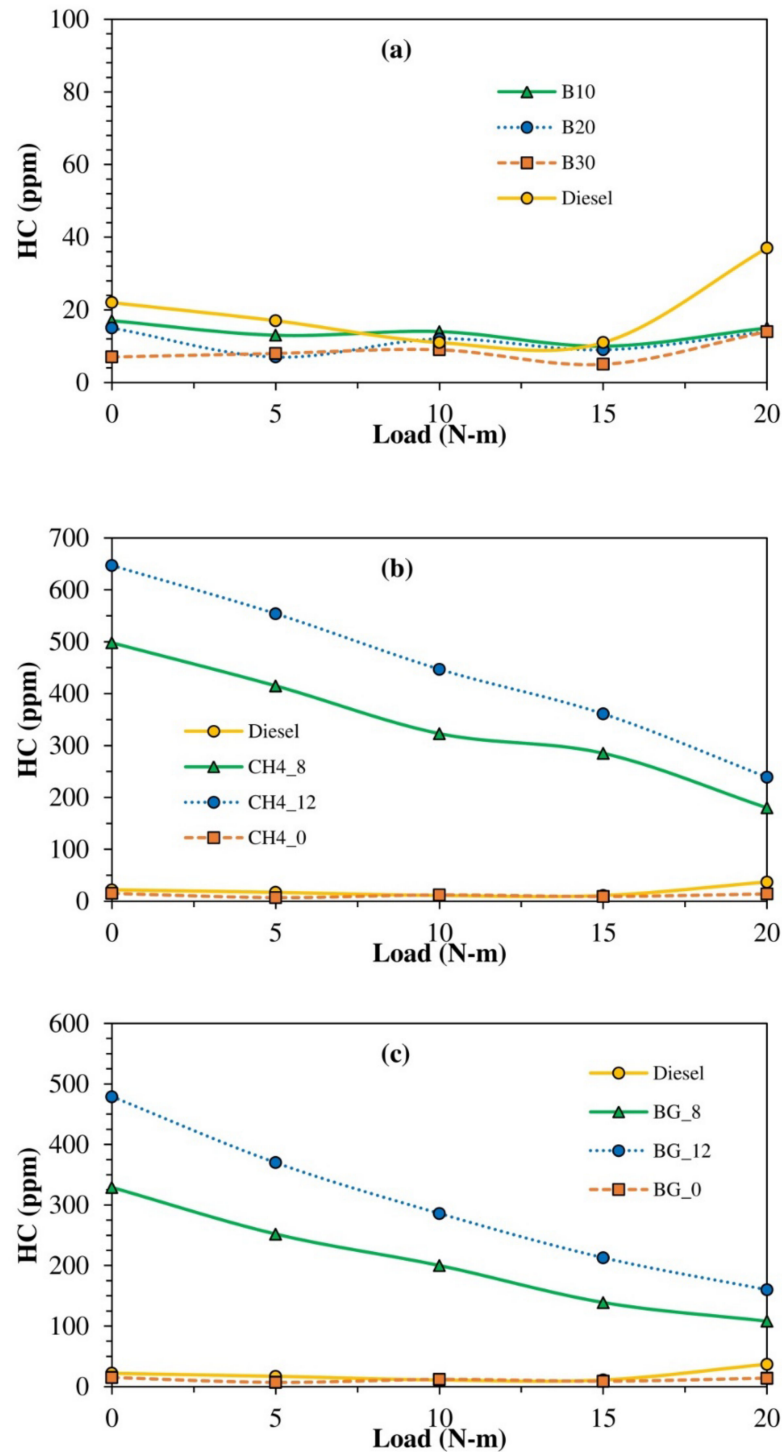 (a)
100
80
60
40
20
0
HC (ppm)
B10
B20
B30
Diesel
0 5 10 15 20
Load (N-m)
(b)
700
600
500
400
300
200
100
0
HC (ppm)
Diesel
CH4_8
CH4_12
CH4_0
0 5 10 15 20
Load (N-m)
(c)
600
500
400
300
200
100
0
HC (ppm)
Diesel
BG_8
BG_12
BG_0
0 5 10 15 20
Load (N-m)